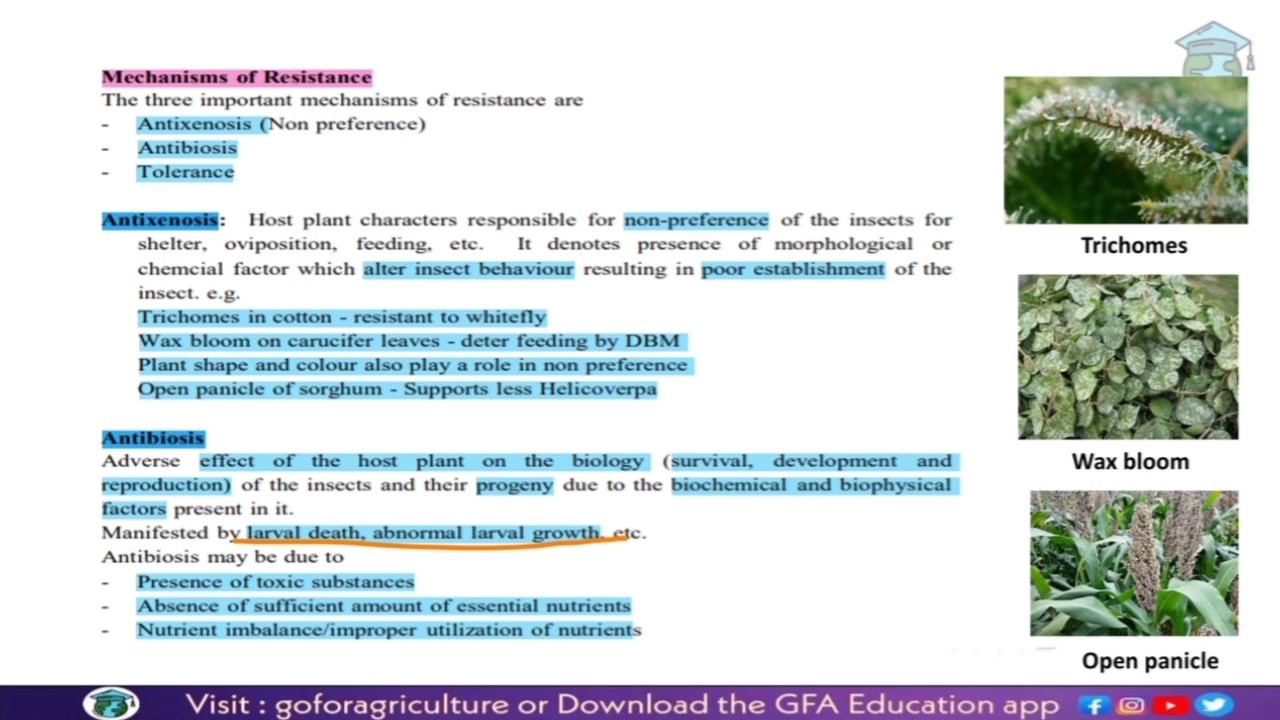 Mechanisms of Resistance
The three important mechanisms of resistance are
- Antixenosis (Non preference)
- Antibiosis
- Tolerance
Antixenosis: Host plant characters responsible for non-preference of the insects for
shelter, oviposition, feeding, etc. It denotes presence of morphological or
chemcial factor which alter insect behaviour resulting in poor establishment of the
insect. e.g.
Trichomes in cotton - resistant to whitefly
Wax bloom on carucifer leaves - deter feeding by DBM
Plant shape and colour also play a role in non preference
Open panicle of sorghum - Supports less Helicoverpa
Antibiosis
Adverse effect of the host plant on the biology (survival, development and
reproduction) of the insects and their progeny due to the biochemical and biophysical
factors present in it.
Manifested by larval death, abnormal larval growth, etc.
Antibiosis may be due to
- Presence of toxic substances
- Absence of sufficient amount of essential nutrients
- Nutrient imbalance/improper utilization of nutrients
Trichomes
Wax bloom
Open panicle
Visit : goforagriculture or Download the GFA Education app